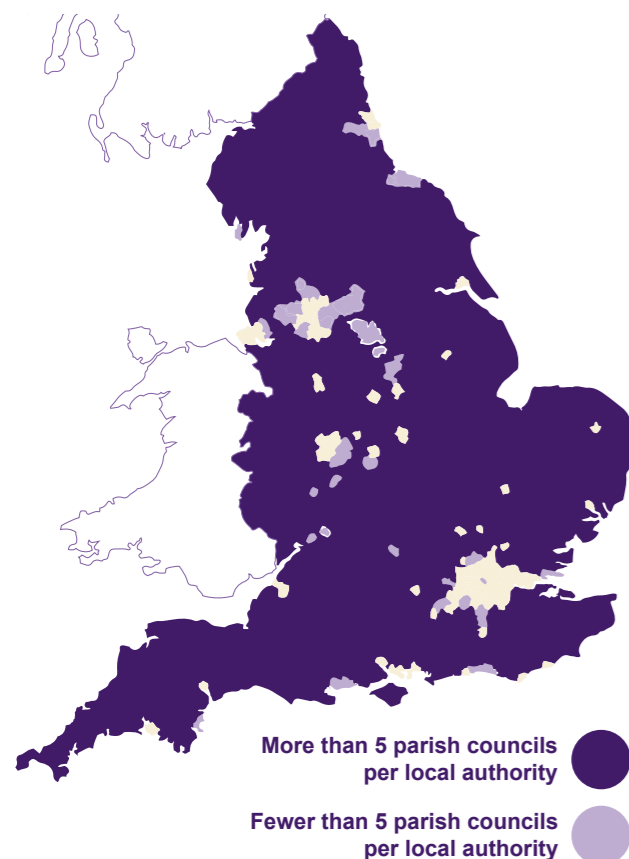 More than 5 parish councils
per local authority
Fewer than 5 parish councils
per local authority